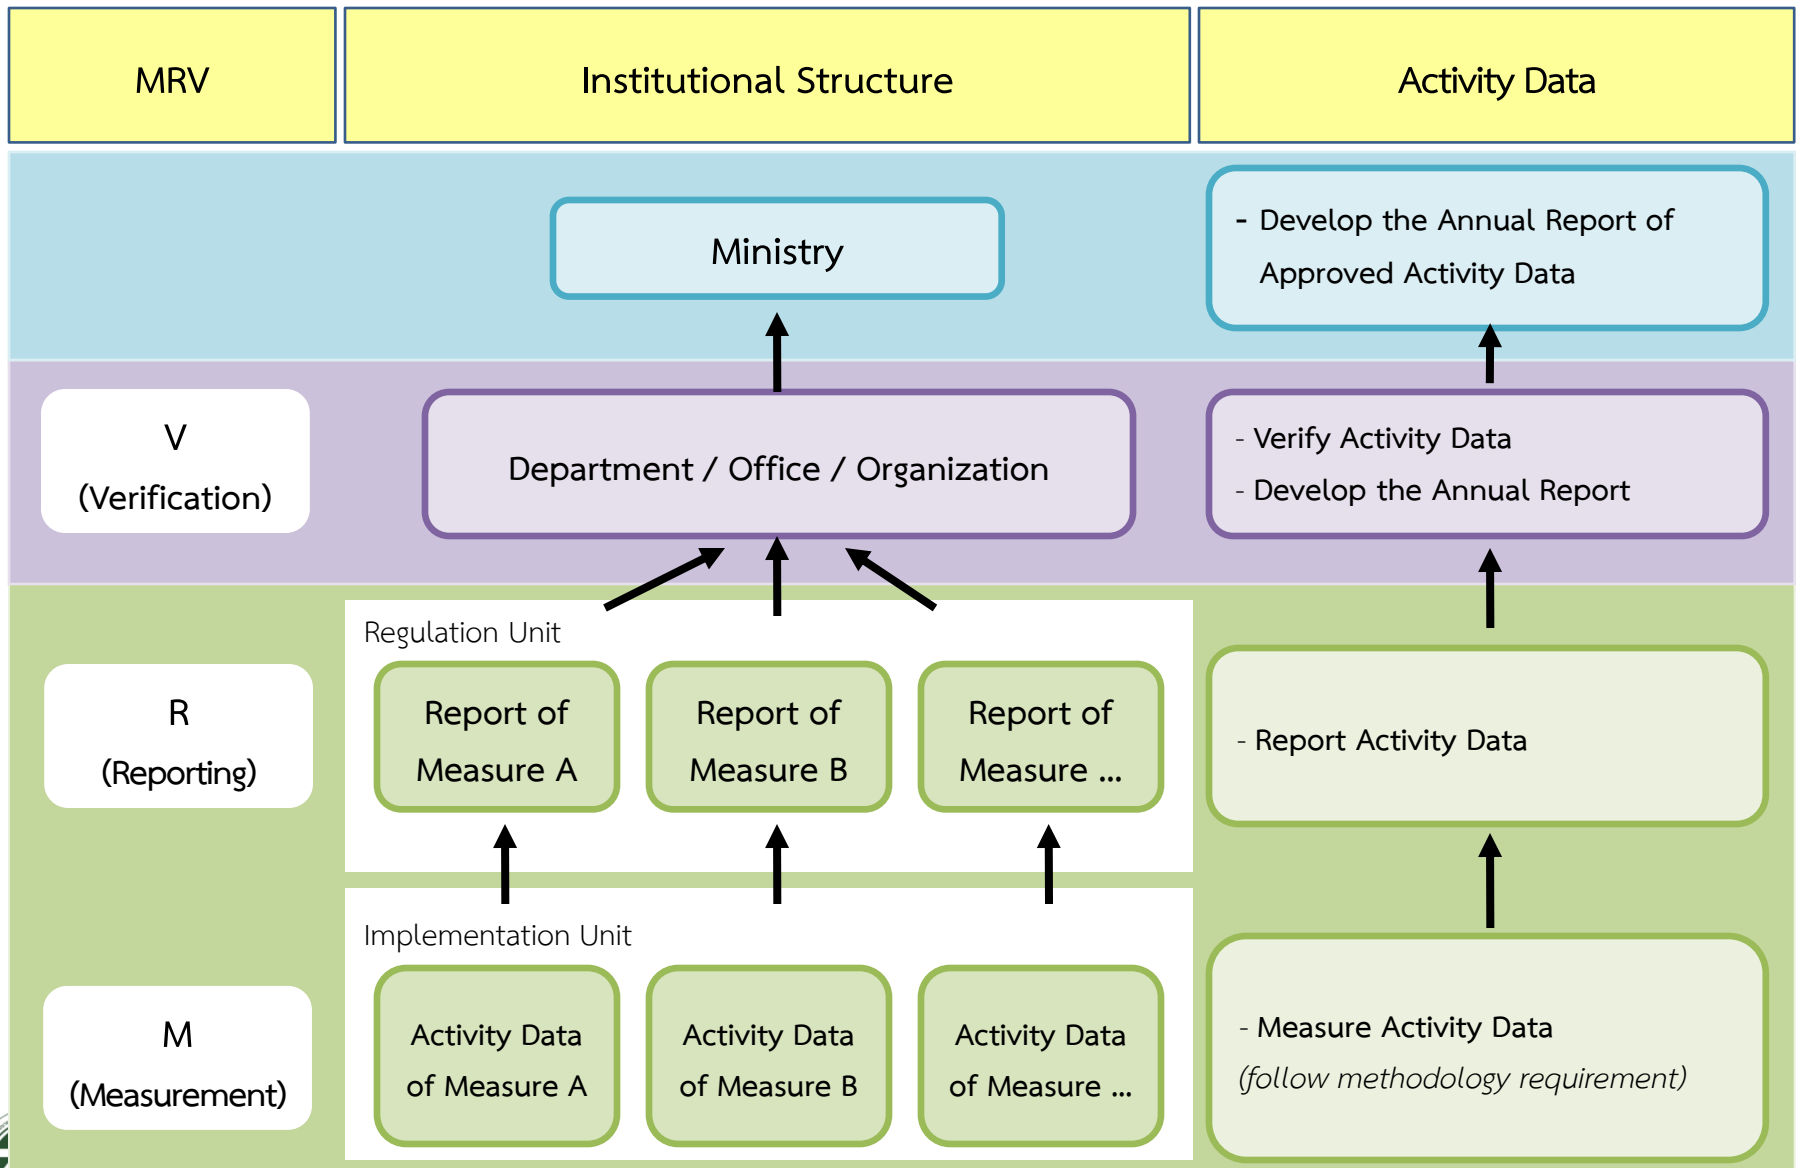 MRV
Institutional Structure
Activity Data
Ministry
- Develop the Annual Report of
Approved Activity Data
V
(Verification)
Department / Office / Organization
- Verify Activity Data
- Develop the Annual Report
Regulation Unit
R
(Reporting)
Report of
Measure A
Report of
Measure B
Report of
Measure ...
- Report Activity Data
Implementation Unit
M
(Measurement)
Activity Data
of Measure A
Activity Data
of Measure B
Activity Data
of Measure ...
- Measure Activity Data
(follow methodology requirement)